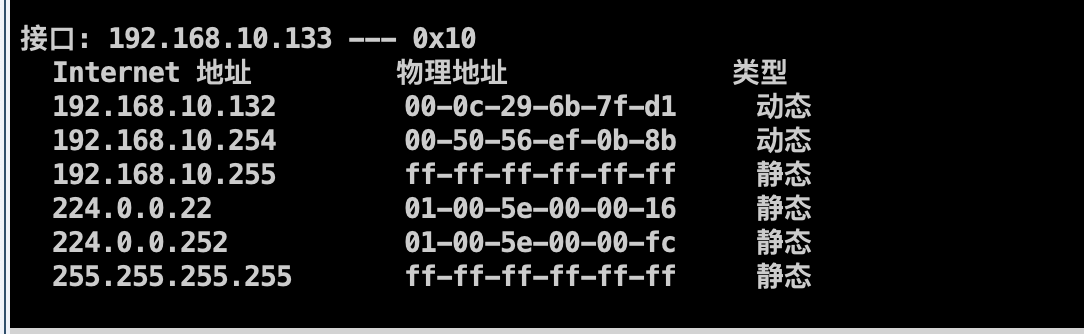 接口: 192.168.10.133 --- 0x10
Internet 地址 物理地址 类型
192.168.10.132 00-0c-29-6b-7f-d1 动态
192.168.10.254 00-50-56-ef-0b-8b 动态
192.168.10.255 ff-ff-ff-ff-ff-ff 静态
224.0.0.22 01-00-5e-00-00-16 静态
224.0.0.252 01-00-5e-00-00-fc 静态
255.255.255.255 ff-ff-ff-ff-ff-ff 静态